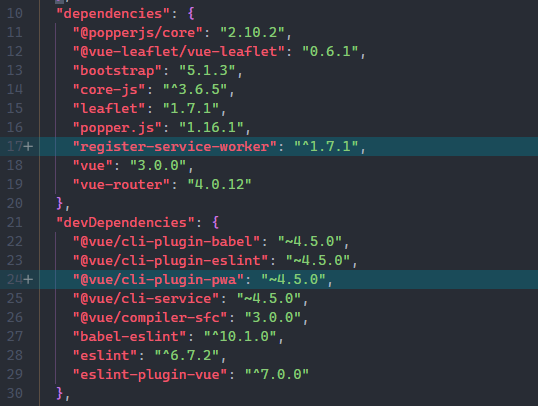 10 "dependencies": {
11 "@popperjs/core": "2.10.2",
12 "@vue-leaflet/vue-leaflet": "0.6.1",
13 "bootstrap": "5.1.3",
14 "core-js": "^3.6.5",
15 "leaflet": "1.7.1",
16 "popper.js": "1.16.1",
17+ "register-service-worker": "^1.7.1",
18 "vue": "3.0.0",
19 "vue-router": "4.0.12"
20 },
21 "devDependencies": {
22 "@vue/cli-plugin-babel": "~4.5.0",
23 "@vue/cli-plugin-eslint": "~4.5.0",
24+ "@vue/cli-plugin-pwa": "~4.5.0",
25 "@vue/cli-service": "~4.5.0",
26 "@vue/compiler-sfc": "3.0.0",
27 "babel-eslint": "^10.1.0",
28 "eslint": "^6.7.2",
29 "eslint-plugin-vue": "^7.0.0"
30 },